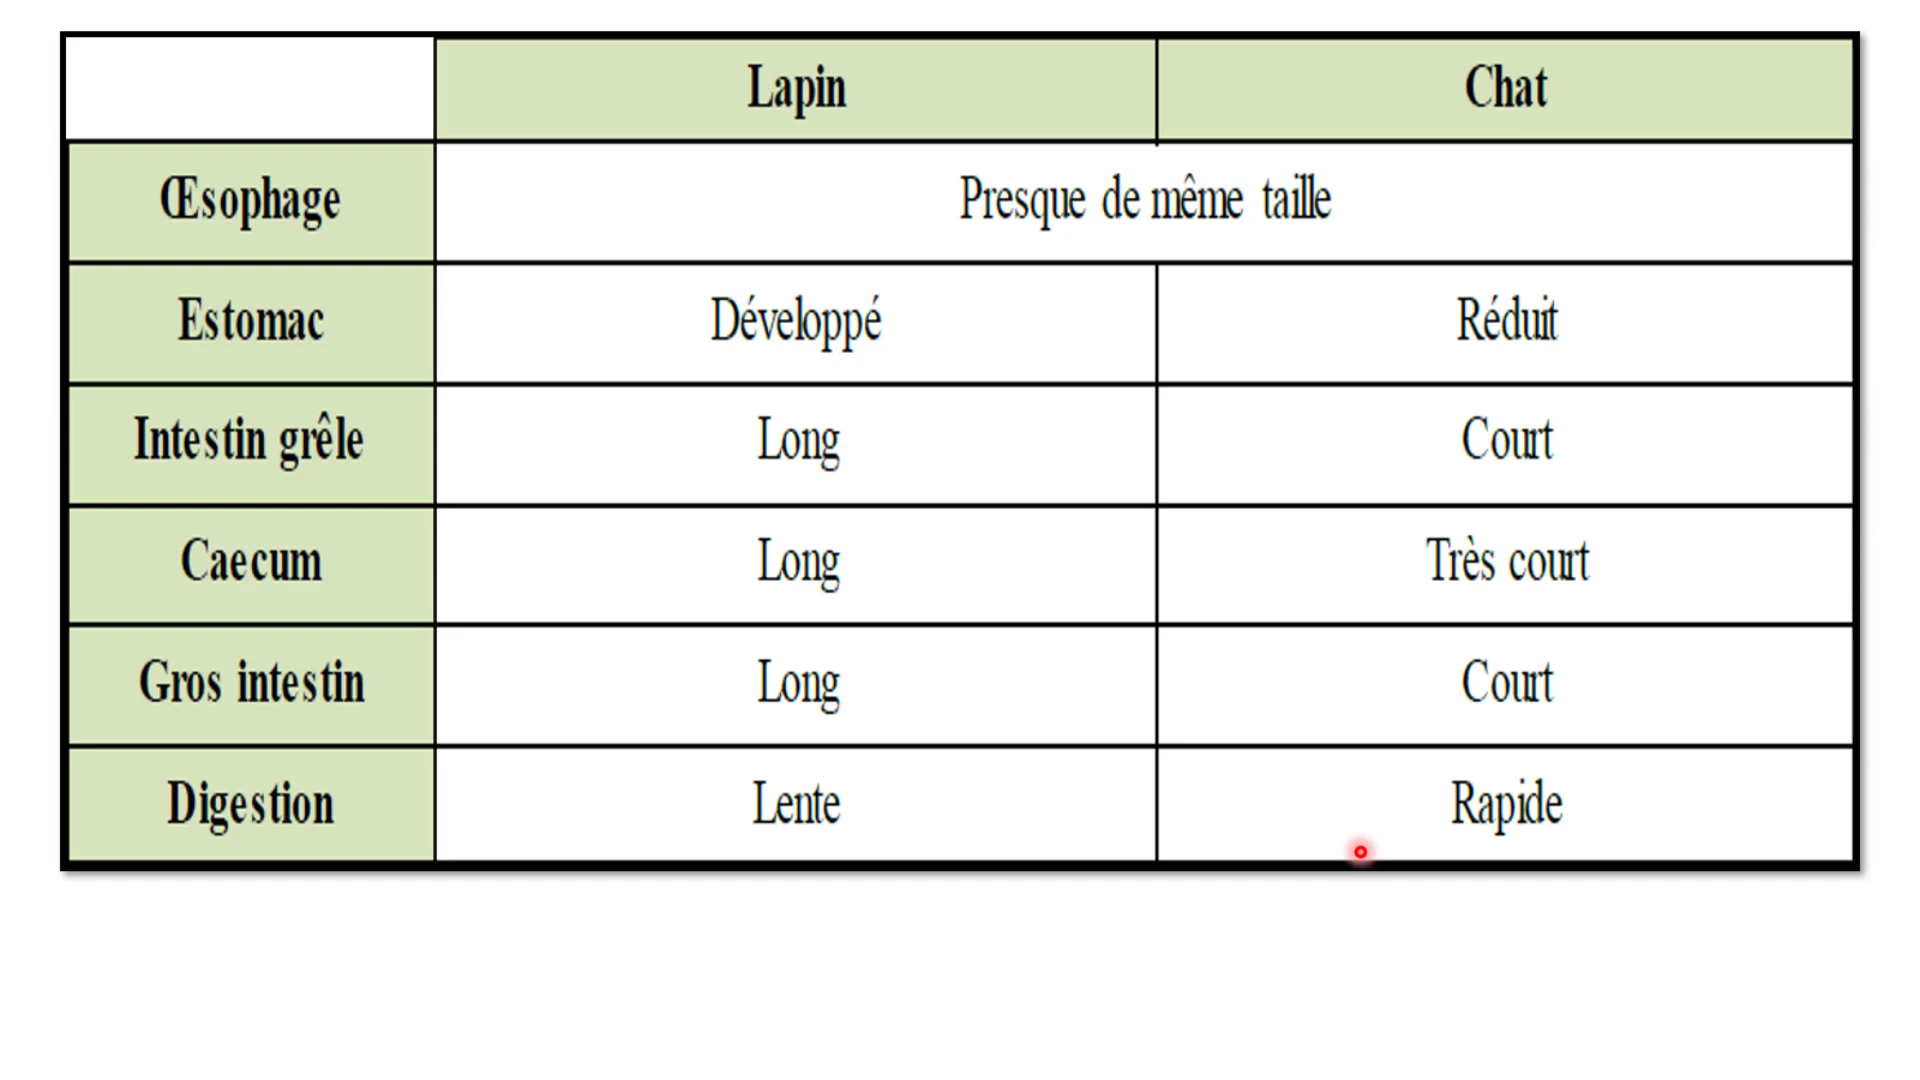 Lapin Chat
Œsophage Presque de même taille
Estomac Développé Réduit
Intestin grêle Long Court
Caecum Long Très court
Gros intestin Long Court
Digestion Lente Rapide